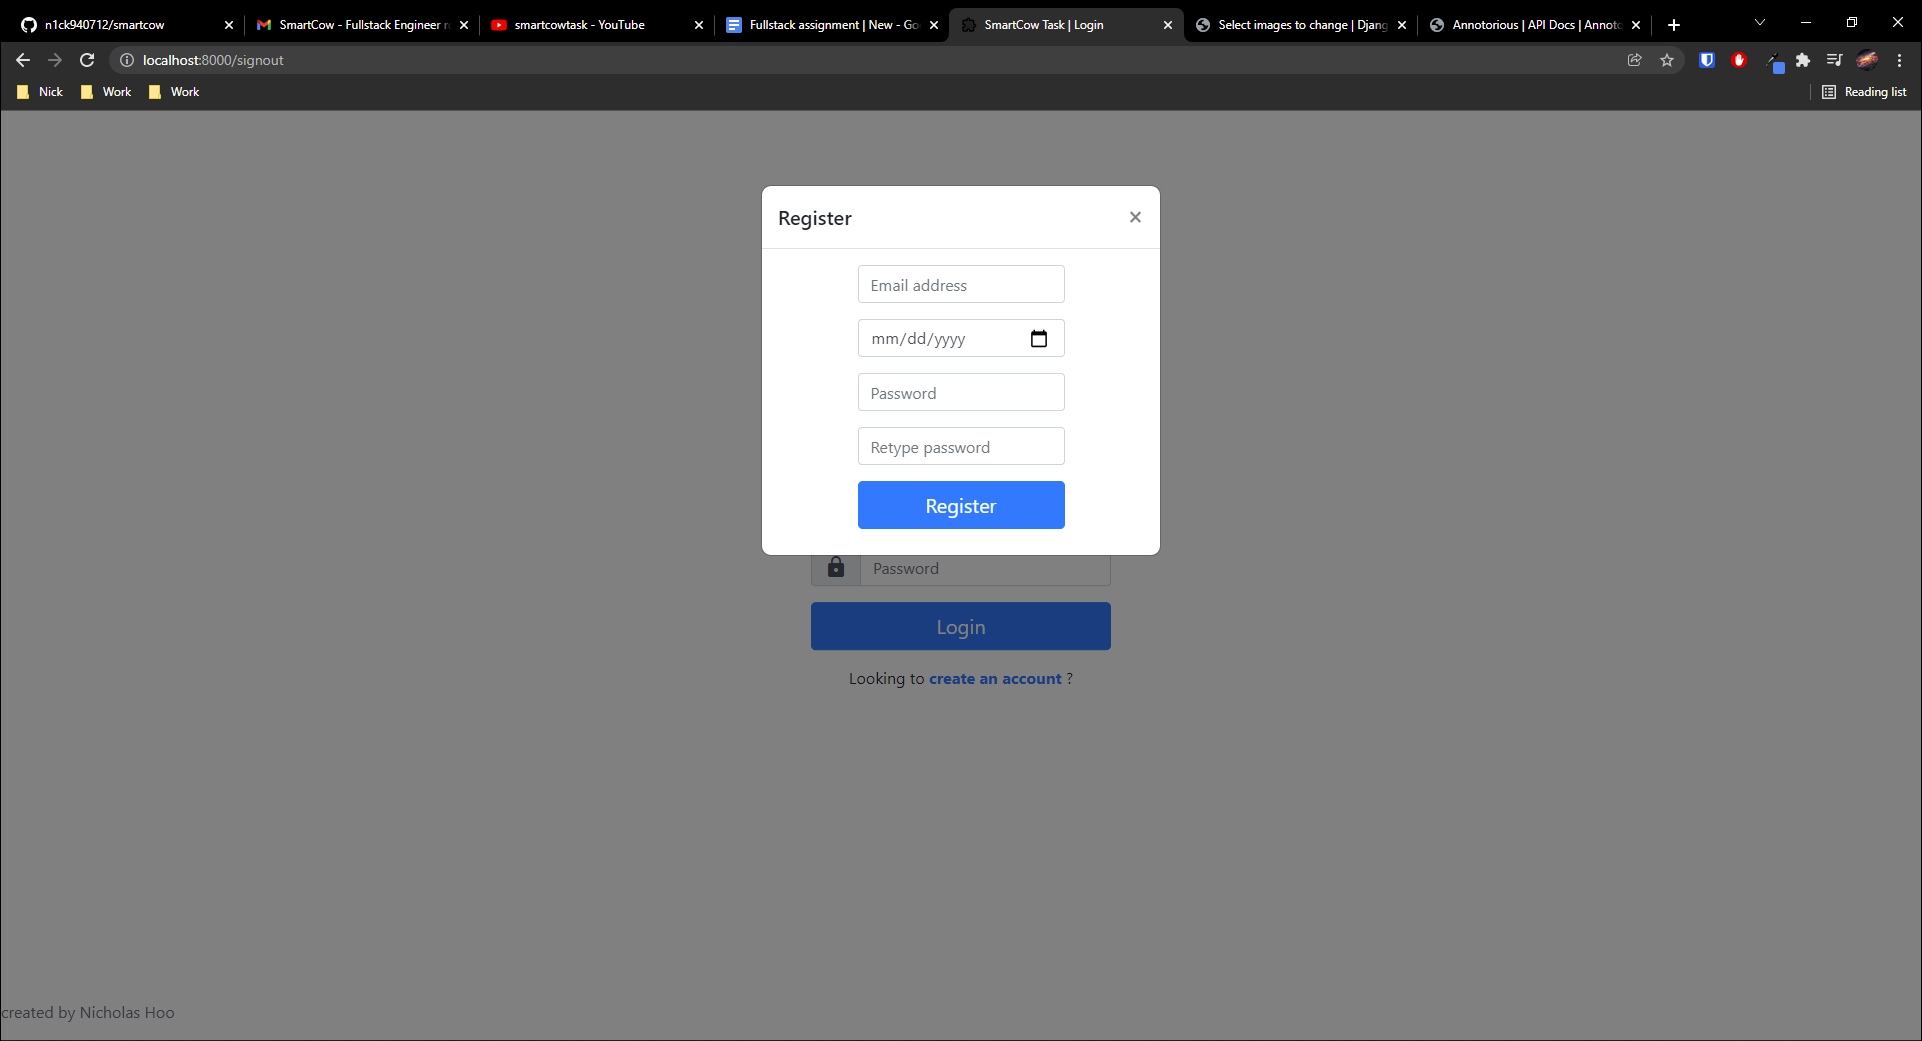 n1ck940712/smartcow
SmartCow - Fullstack Engineer
smartcowtask - YouTube
Fullstack assignment | New - Go
SmartCow Task | Login
Select images to change | Djang
Annotorious | API Docs | Annoto
localhost:8000/signout
Nick
Work
Work
Reading list
Register
Email address
mm/dd/yyyy
Password
Retype password
Register
Password
Login
Looking to create an account ?
created by Nicholas Hoo